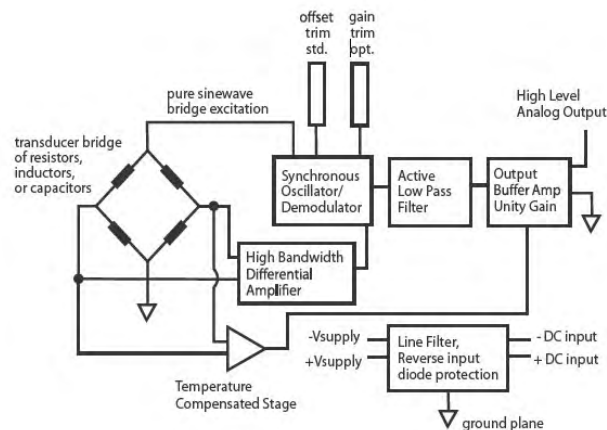 offset
trim
std.
gain
trim
opt.
pure sinewave
bridge excitation
High Level
Analog Output
transducer bridge
of resistors,
inductors,
or capacitors
Synchronous
Oscillator/
Demodulator
Active
Low Pass
Filter
Output
Buffer Amp
Unity Gain
High Bandwidth
Differential
Amplifier
-Vsupply
+Vsupply
Line Filter,
Reverse input
diode protection
- DC input
+ DC input
Temperature
Compensated Stage
ground plane